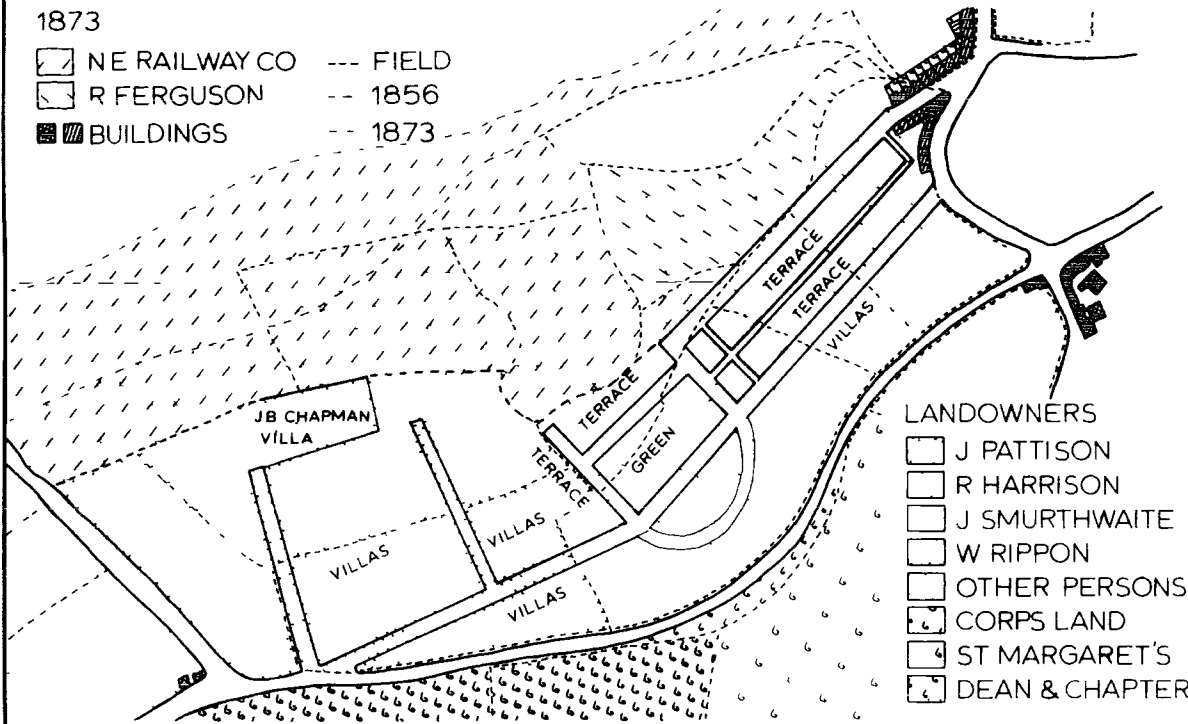 1873
N E RAILWAY CO --- FIELD
R FERGUSON -- 1856
BUILDINGS -- 1873
TERRACE
TERRACE
VILLAS
TERRACE
JB CHAPMAN
VILLA
GREEN
TERRACE
VILLAS
VILLAS
VILLAS
LANDOWNERS
J PATTISON
R HARRISON
J SMURTHWAITE
W RIPPON
OTHER PERSONS
CORPS LAND
ST MARGARET'S
DEAN & CHAPTER